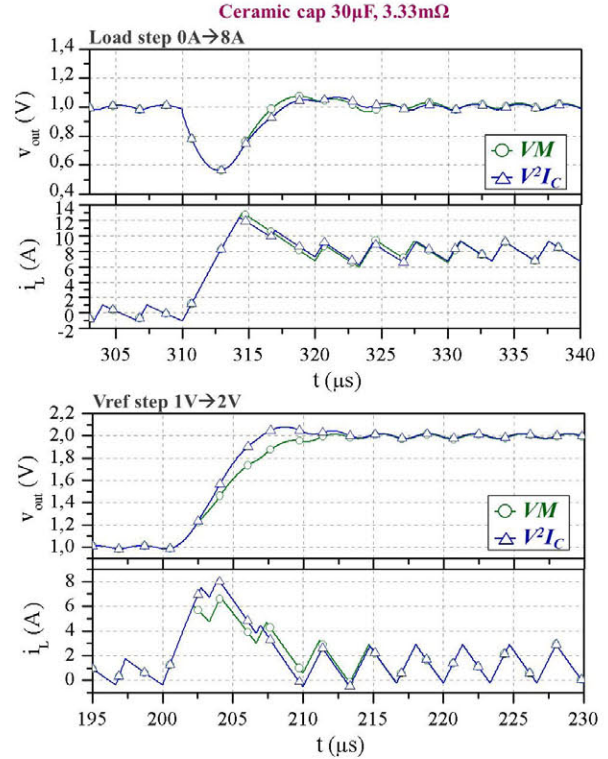 Ceramic cap 30µF, 3.33mΩ
Load step 0A→8A
1,4
1,2
1,0
0,8
0,6
0,4
v_out (V)
VM
V²I_C
14
12
10
8
6
4
2
0
-2
i_L (A)
305 310 315 320 325 330 335 340
t (µs)
Vref step 1V→2V
2,2
2,0
1,8
1,6
1,4
1,2
1,0
v_out (V)
VM
V²I_C
8
6
4
2
0
i_L (A)
195 200 205 210 215 220 225 230
t (µs)